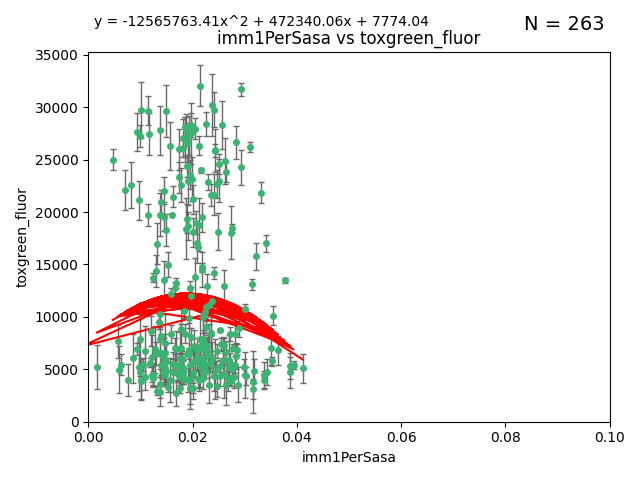 y = -12565763.41x^2 + 472340.06x + 7774.04
N = 263
imm1PerSasa vs toxgreen_fluor
35000
30000
25000
20000
15000
10000
5000
0
toxgreen_fluor
0.00 0.02 0.04 0.06 0.08 0.10
imm1PerSasa